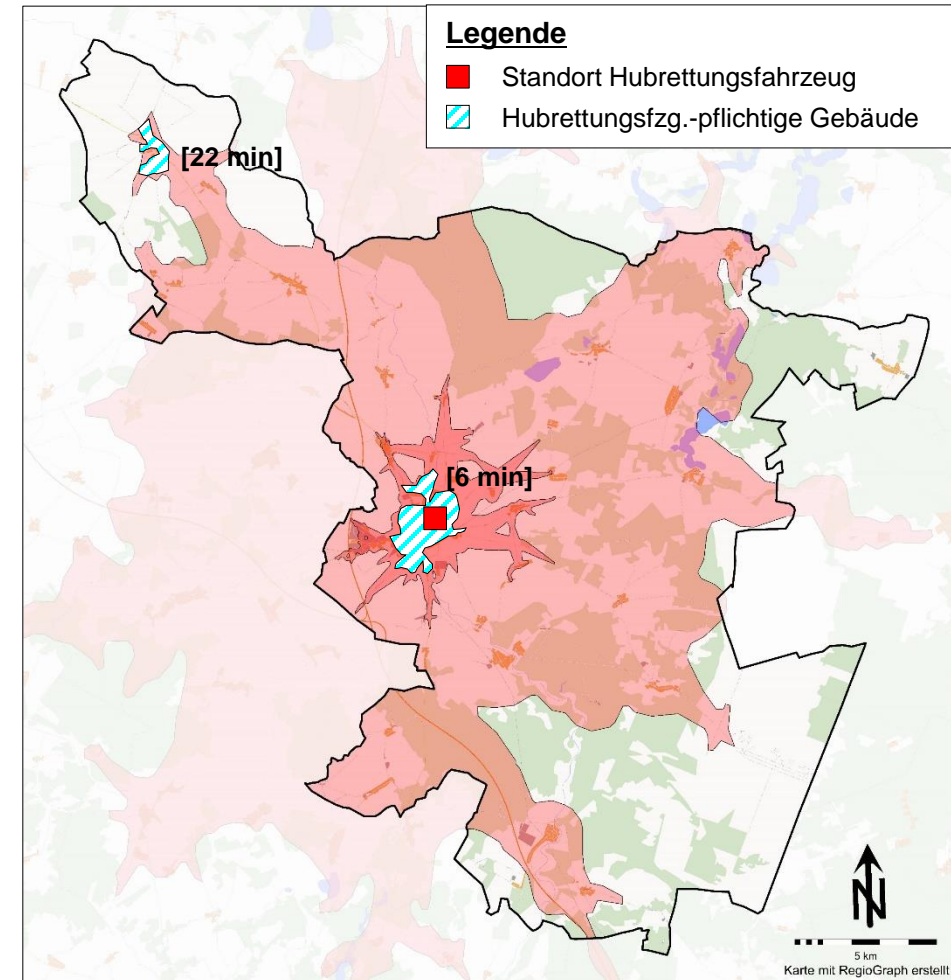 Legende
Standort Hubrettungsfahrzeug
Hubrettungsfzg.-pflichtige Gebäude
[22 min]
[6 min]
N
5 km
Karte mit RegioGraph erstellt